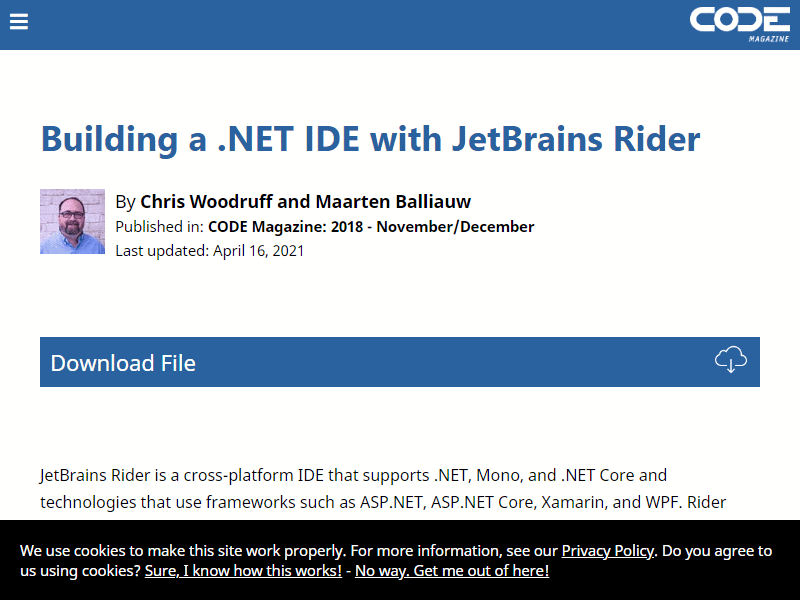 CODE
MAGAZINE
Building a .NET IDE with JetBrains Rider
By Chris Woodruff and Maarten Balliauw
Published in: CODE Magazine: 2018 - November/December
Last updated: April 16, 2021
Download File
JetBrains Rider is a cross-platform IDE that supports .NET, Mono, and .NET Core and
technologies that use frameworks such as ASP.NET, ASP.NET Core, Xamarin, and WPF. Rider
We use cookies to make this site work properly. For more information, see our Privacy Policy. Do you agree to
us using cookies? Sure, I know how this works! - No way. Get me out of here!